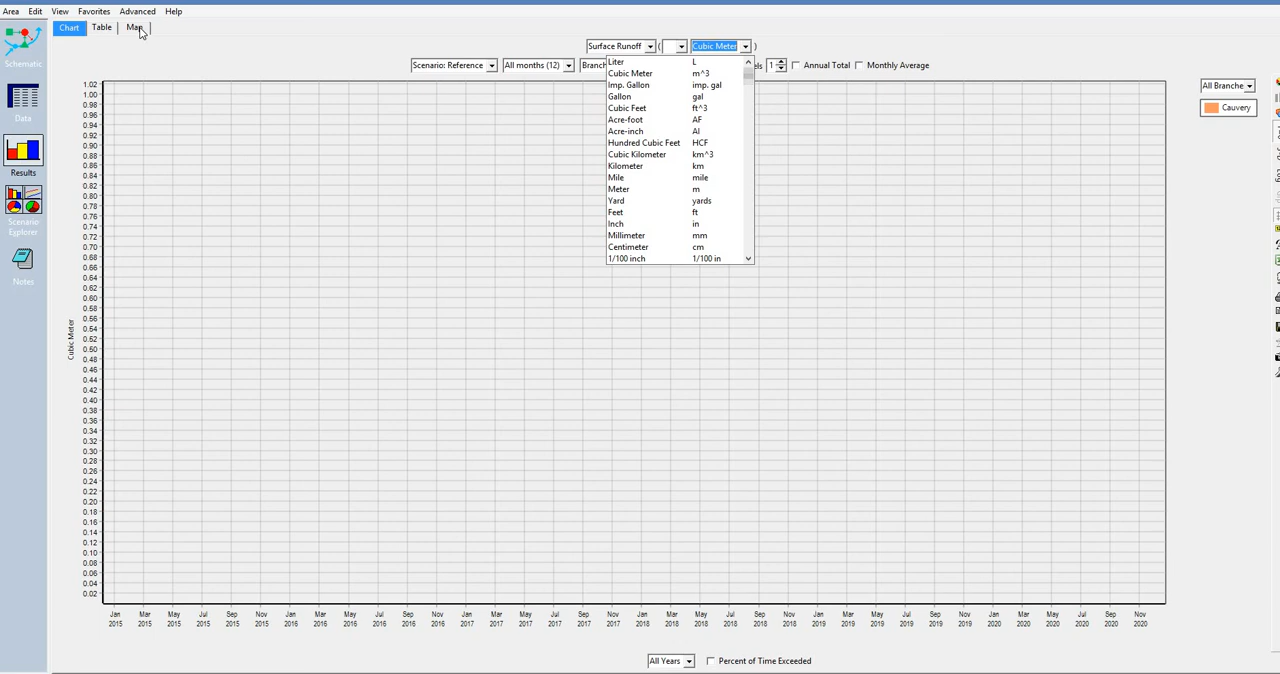 Area Edit View Favorites Advanced Help
Chart Table Map
Schematic
Data
Results
Scenario
Explorer
Notes
Surface Runoff ( Cubic Meter )
Scenario: Reference All months (12) Branch 1 Annual Total Monthly Average
Liter L
Cubic Meter m^3
Imp. Gallon imp. gal
Gallon gal
Cubic Feet ft^3
Acre-foot AF
Acre-inch AI
Hundred Cubic Feet HCF
Cubic Kilometer km^3
Kilometer km
Mile mile
Meter m
Yard yards
Feet ft
Inch in
Millimeter mm
Centimeter cm
1/100 inch 1/100 in
All Branche
Cauvery
Cubic Meter
1.02
1.00
0.98
0.96
0.94
0.92
0.90
0.88
0.86
0.84
0.82
0.80
0.78
0.76
0.74
0.72
0.70
0.68
0.66
0.64
0.62
0.60
0.58
0.56
0.54
0.52
0.50
0.48
0.46
0.44
0.42
0.40
0.38
0.36
0.34
0.32
0.30
0.28
0.26
0.24
0.22
0.20
0.18
0.16
0.14
0.12
0.10
0.08
0.06
0.04
0.02
Jan Mar May Jul Sep Nov Jan Mar May Jul Sep Nov Jan Mar May Jul Sep Nov Jan Mar May Jul Sep Nov Jan Mar May Jul Sep Nov Jan Mar May Jul Sep Nov
2015 2015 2015 2015 2015 2015 2016 2016 2016 2016 2016 2016 2017 2017 2017 2017 2017 2017 2018 2018 2018 2018 2018 2018 2019 2019 2019 2019 2019 2019 2020 2020 2020 2020 2020 2020
All Years Percent of Time Exceeded